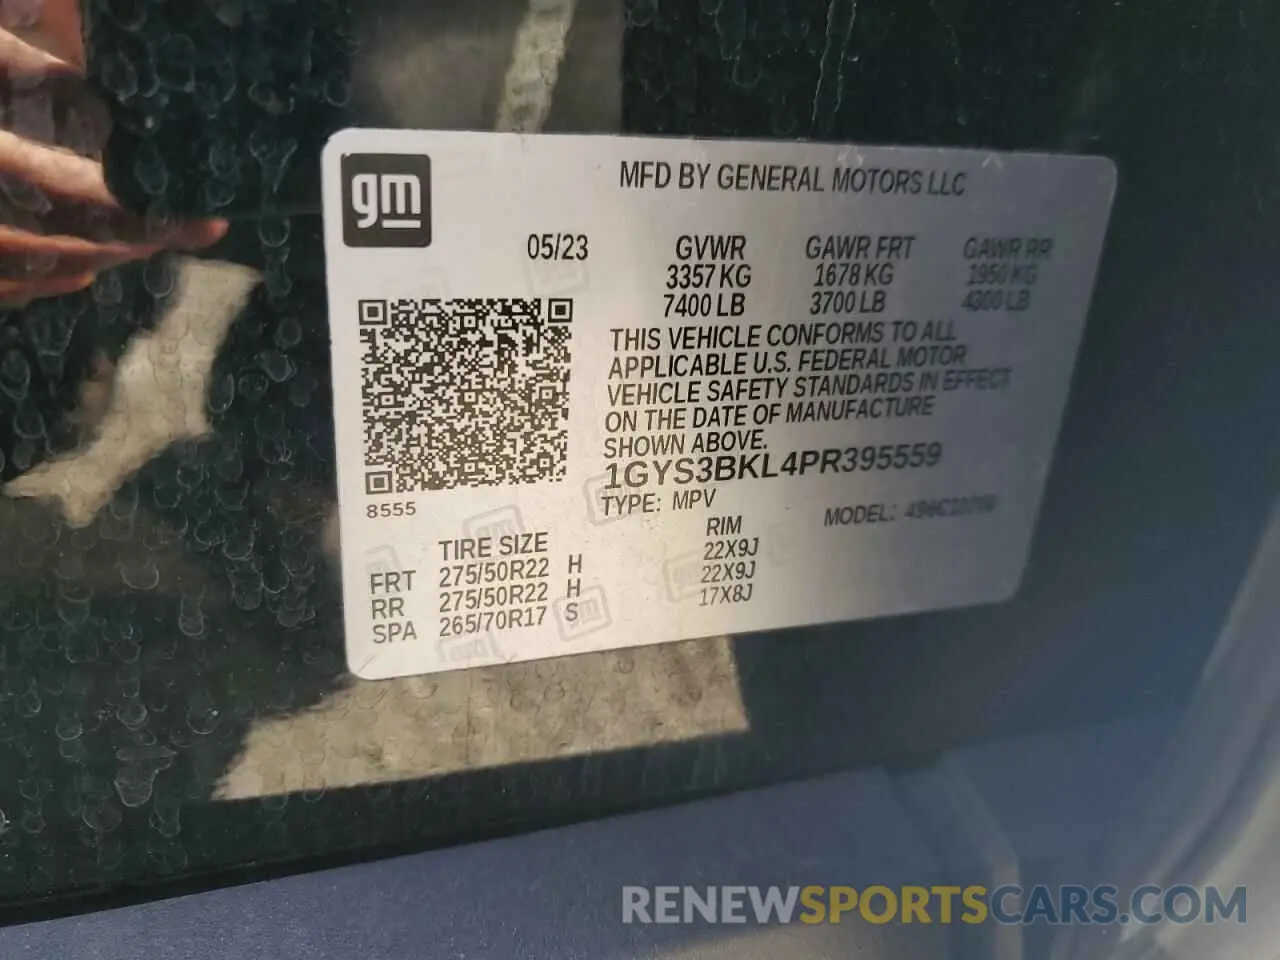 gm
MFD BY GENERAL MOTORS LLC
05/23 GVWR GAWR FRT GAWR RR
3357 KG 1678 KG 1950 KG
7400 LB 3700 LB 4300 LB
THIS VEHICLE CONFORMS TO ALL
APPLICABLE U.S. FEDERAL MOTOR
VEHICLE SAFETY STANDARDS IN EFFECT
ON THE DATE OF MANUFACTURE
SHOWN ABOVE.
1GYS3BKL4PR395559
8555
TYPE: MPV MODEL:
TIRE SIZE RIM
FRT 275/50R22 H 22X9J
RR 275/50R22 H 22X9J
SPA 265/70R17 S 17X8J
RENEWSPORTSCARS.COM